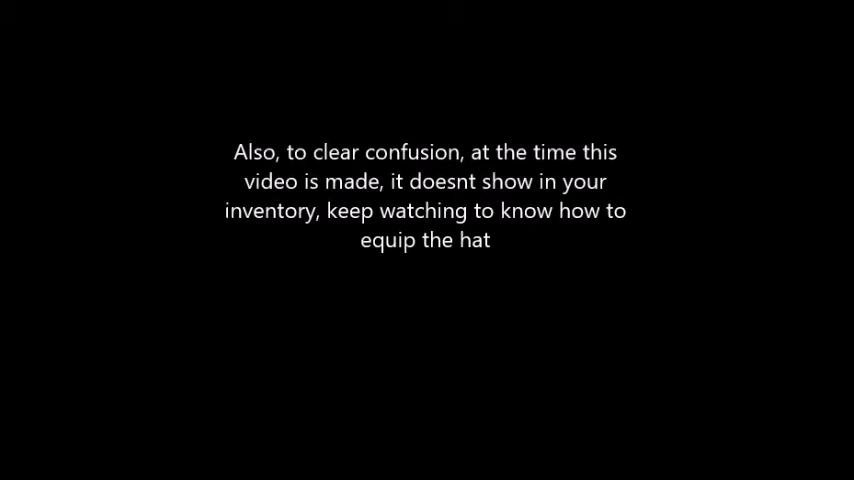 Also, to clear confusion, at the time this
video is made, it doesnt show in your
inventory, keep watching to know how to
equip the hat